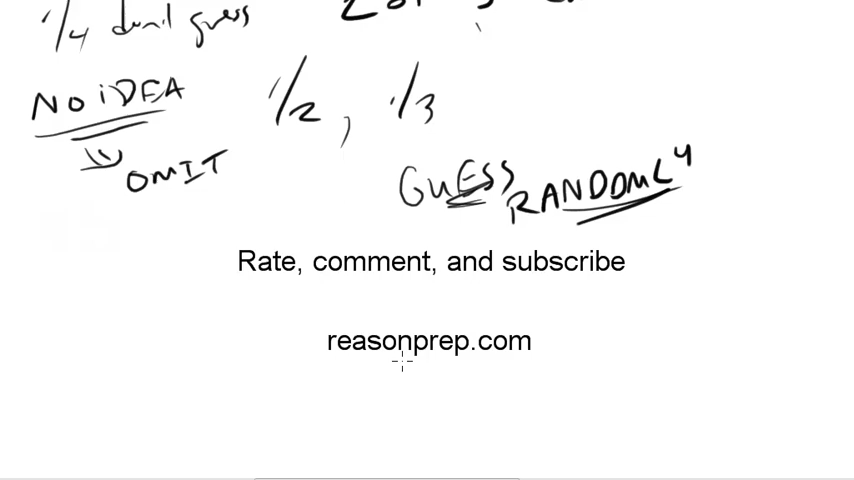 1/4 don't guess
NO iDEA 1/2, 1/3
OMIT
GUESS RANDOMLY
Rate, comment, and subscribe
reasonprep.com